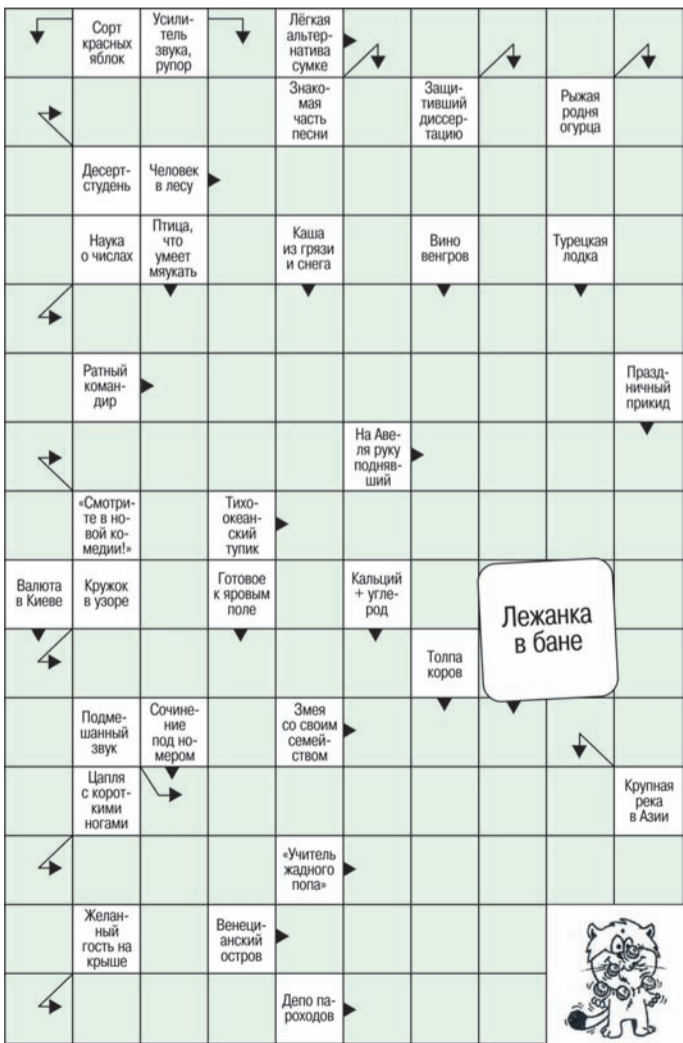 Сорт
красных
яблок
Усили-
тель
звука,
рупор
Лёгкая
альтер-
натива
сумке
Знако-
мая
часть
песни
Защи-
тивший
диссер-
тацию
Рыжая
родня
огурца
Десерт-
студень
Человек
в лесу
Наука
о числах
Птица,
что
умеет
мяукать
Каша
из грязи
и снега
Вино
венгров
Турецкая
лодка
Ратный
коман-
дир
Празд-
ничный
прикид
На Аве-
ля руку
подняв-
ший
«Смотри-
те в но-
вой ко-
медии!»
Тихо-
океан-
ский
тупик
Валюта
в Киеве
Кружок
в узоре
Готовое
к яровым
поле
Кальций
+ угле-
род
Лежанка
в бане
Толпа
коров
Подме-
шанный
звук
Сочине-
ние
под но-
мером
Змея
со своим
семей-
ством
Цапля
с корот-
кими
ногами
Крупная
река
в Азии
«Учитель
жадного
попа»
Желан-
ный
гость на
крыше
Венеци-
анский
остров
Депо па-
роходов